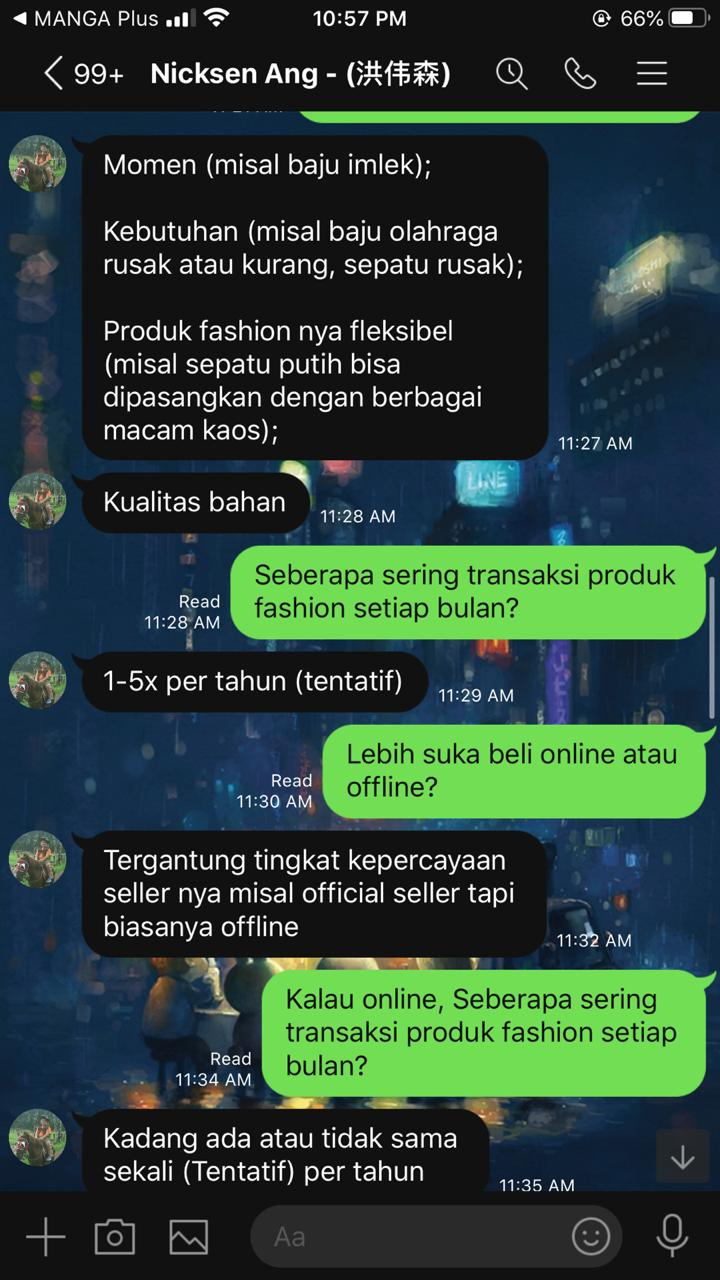 MANGA Plus
10:57 PM
66%
99+
Nicksen Ang - (洪伟森)
Momen (misal baju imlek);
Kebutuhan (misal baju olahraga
rusak atau kurang, sepatu rusak);
Produk fashion nya fleksibel
(misal sepatu putih bisa
dipasangkan dengan berbagai
macam kaos);
11:27 AM
Kualitas bahan
11:28 AM
LINE
Seberapa sering transaksi produk
fashion setiap bulan?
Read
11:28 AM
1-5x per tahun (tentatif)
11:29 AM
Lebih suka beli online atau
offline?
Read
11:30 AM
Tergantung tingkat kepercayaan
seller nya misal official seller tapi
biasanya offline
11:32 AM
Kalau online, Seberapa sering
transaksi produk fashion setiap
bulan?
Read
11:34 AM
Kadang ada atau tidak sama
sekali (Tentatif) per tahun
11:35 AM
Aa